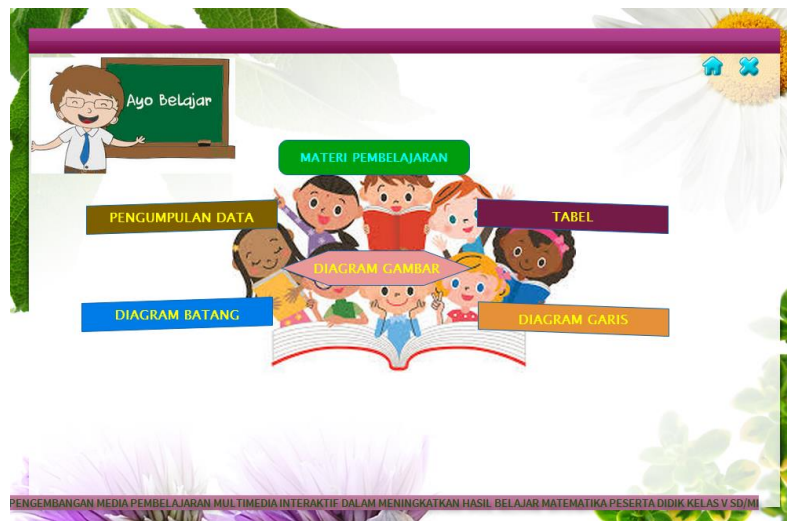 Ayo Belajar
MATERI PEMBELAJARAN
PENGUMPULAN DATA
TABEL
DIAGRAM GAMBAR
DIAGRAM BATANG
DIAGRAM GARIS
PENGEMBANGAN MEDIA PEMBELAJARAN MULTIMEDIA INTERAKTIF DALAM MENINGKATKAN HASIL BELAJAR MATEMATIKA PESERTA DIDIK KELAS V SD/MI